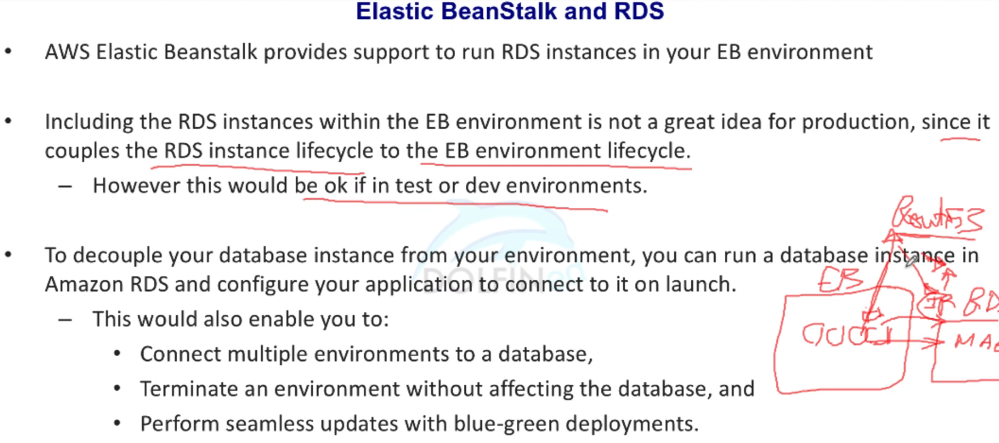 Elastic BeanStalk and RDS
• AWS Elastic Beanstalk provides support to run RDS instances in your EB environment
• Including the RDS instances within the EB environment is not a great idea for production, since it
couples the RDS instance lifecycle to the EB environment lifecycle.
– However this would be ok if in test or dev environments.
Route53
• To decouple your database instance from your environment, you can run a database instance in
Amazon RDS and configure your application to connect to it on launch.
DOLFIN
EB
– This would also enable you to:
• Connect multiple environments to a database,
• Terminate an environment without affecting the database, and
• Perform seamless updates with blue-green deployments.